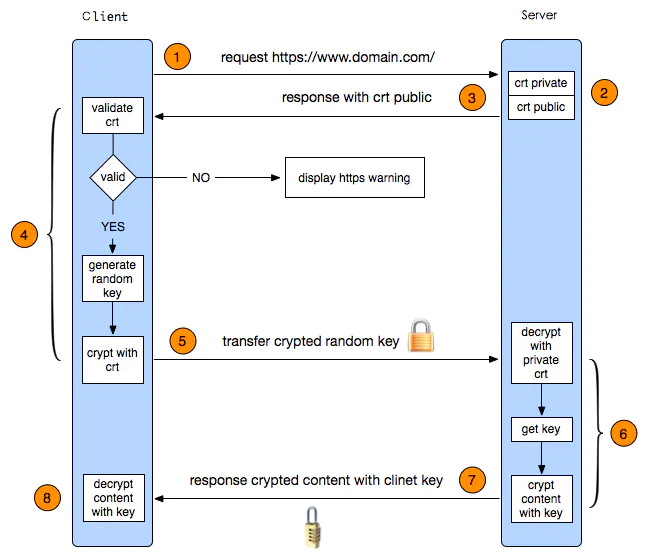 Client
Server
1
request https://www.domain.com/
crt private
2
response with crt public
3
crt public
validate
crt
valid
NO
display https warning
4
YES
generate
random
key
5
transfer crypted random key
crypt with
crt
decrypt
with
private
crt
get key
6
response crypted content with clinet key
7
8
decrypt
content
with key
crypt
content
with key